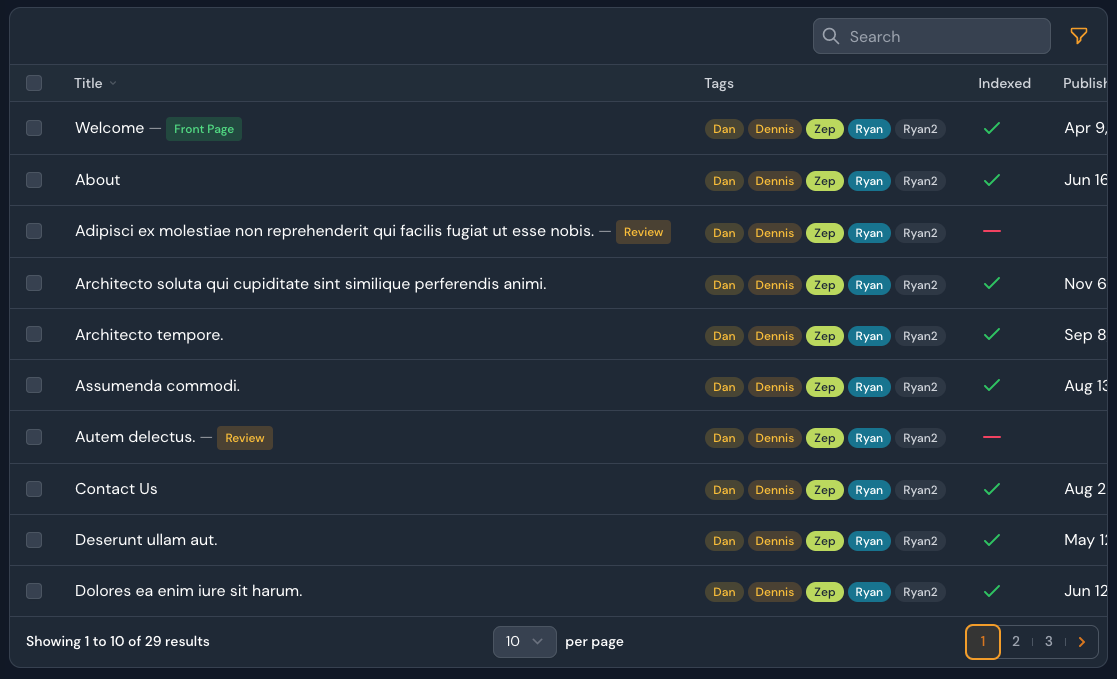 Search
Title Tags Indexed Publish
Welcome — Front Page Dan Dennis Zep Ryan Ryan2 Apr 9,
About Dan Dennis Zep Ryan Ryan2 Jun 16
Adipisci ex molestiae non reprehenderit qui facilis fugiat ut esse nobis. — Review Dan Dennis Zep Ryan Ryan2
Architecto soluta qui cupiditate sint similique perferendis animi. Dan Dennis Zep Ryan Ryan2 Nov 6
Architecto tempore. Dan Dennis Zep Ryan Ryan2 Sep 8
Assumenda commodi. Dan Dennis Zep Ryan Ryan2 Aug 13
Autem delectus. — Review Dan Dennis Zep Ryan Ryan2
Contact Us Dan Dennis Zep Ryan Ryan2 Aug 2
Deserunt ullam aut. Dan Dennis Zep Ryan Ryan2 May 12
Dolores ea enim iure sit harum. Dan Dennis Zep Ryan Ryan2 Jun 12
Showing 1 to 10 of 29 results 10 per page 1 2 3